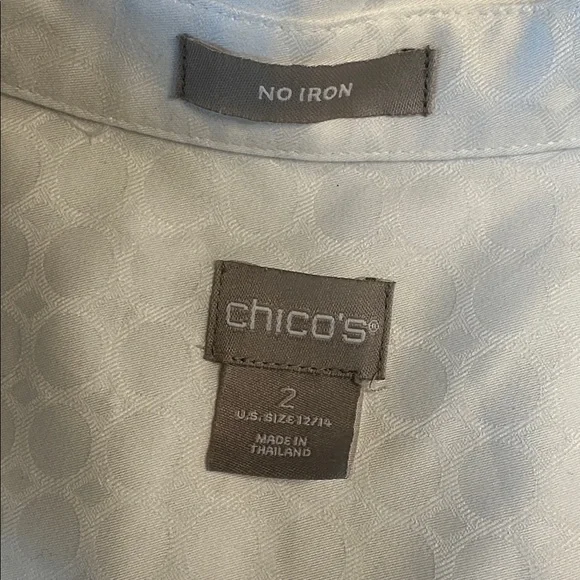 NO IRON
chico's®
2
U.S. SIZE 12/14
MADE IN
THAILAND